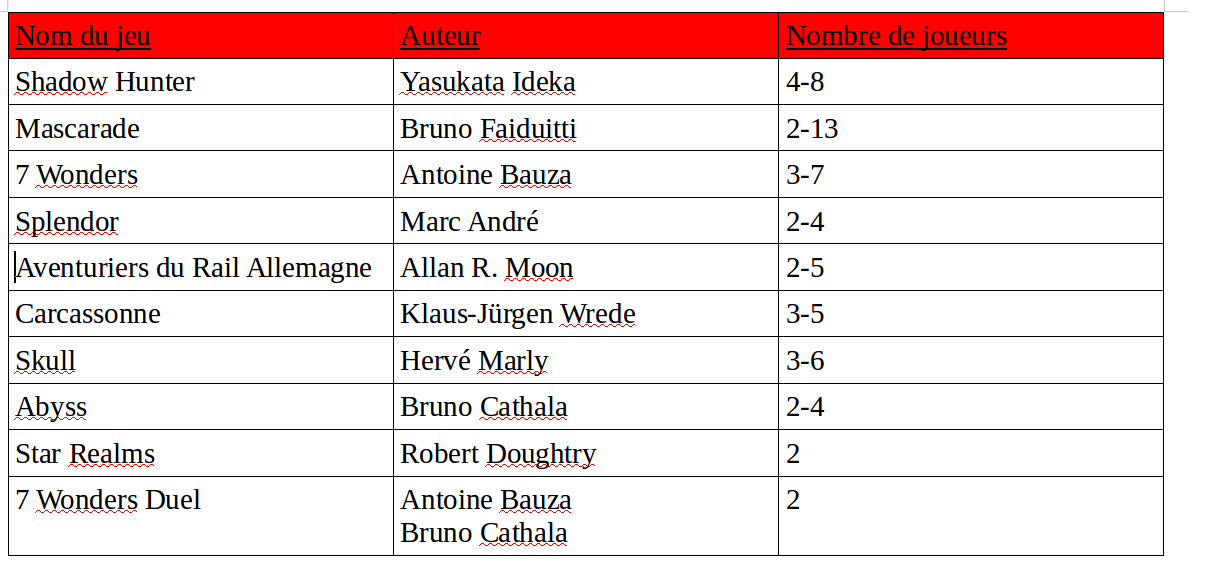 Nom du jeu Auteur Nombre de joueurs
Shadow Hunter Yasukata Ideka 4-8
Mascarade Bruno Faiduitti 2-13
7 Wonders Antoine Bauza 3-7
Splendor Marc André 2-4
Aventuriers du Rail Allemagne Allan R. Moon 2-5
Carcassonne Klaus-Jürgen Wrede 3-5
Skull Hervé Marly 3-6
Abyss Bruno Cathala 2-4
Star Realms Robert Doughtry 2
7 Wonders Duel Antoine Bauza 2
Bruno Cathala